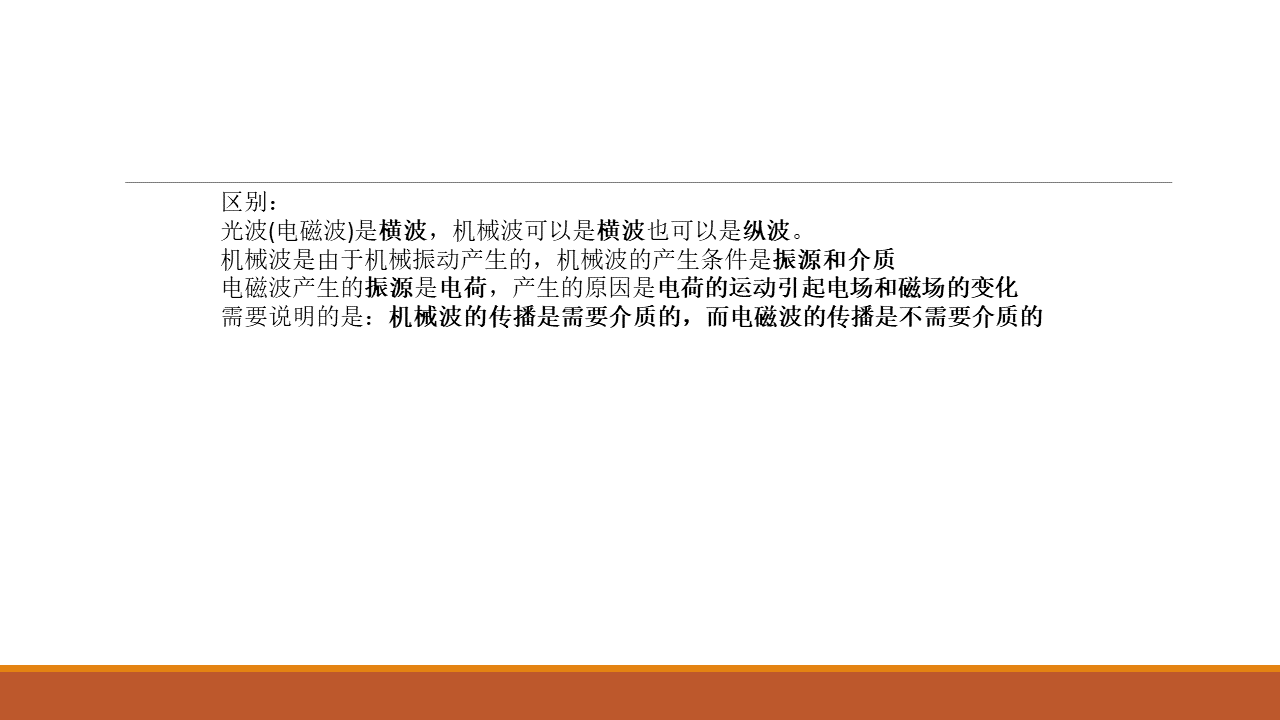 区别：
光波(电磁波)是横波，机械波可以是横波也可以是纵波。
机械波是由于机械振动产生的，机械波的产生条件是振源和介质
电磁波产生的振源是电荷，产生的原因是电荷的运动引起电场和磁场的变化
需要说明的是：机械波的传播是需要介质的，而电磁波的传播是不需要介质的